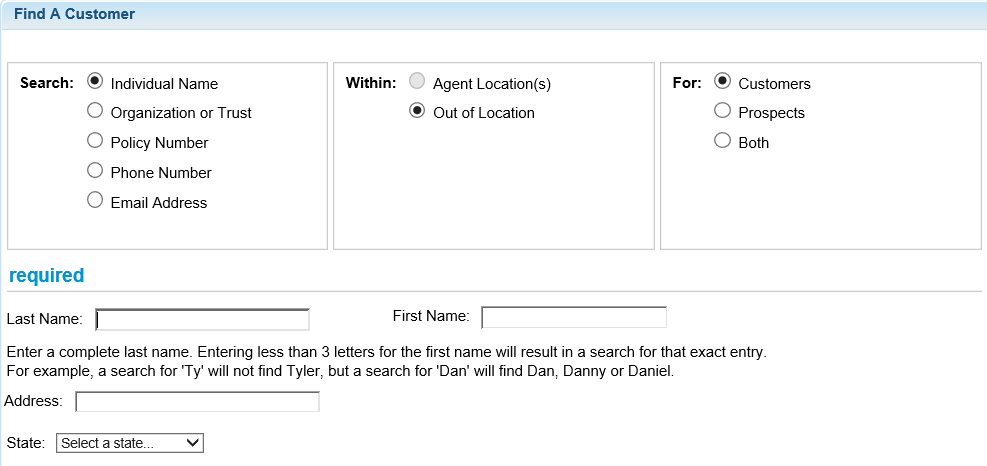 Find A Customer
Search: Individual Name
Organization or Trust
Policy Number
Phone Number
Email Address
Within: Agent Location(s)
Out of Location
For: Customers
Prospects
Both
required
Last Name:
First Name:
Enter a complete last name. Entering less than 3 letters for the first name will result in a search for that exact entry.
For example, a search for 'Ty' will not find Tyler, but a search for 'Dan' will find Dan, Danny or Daniel.
Address:
State: Select a state...